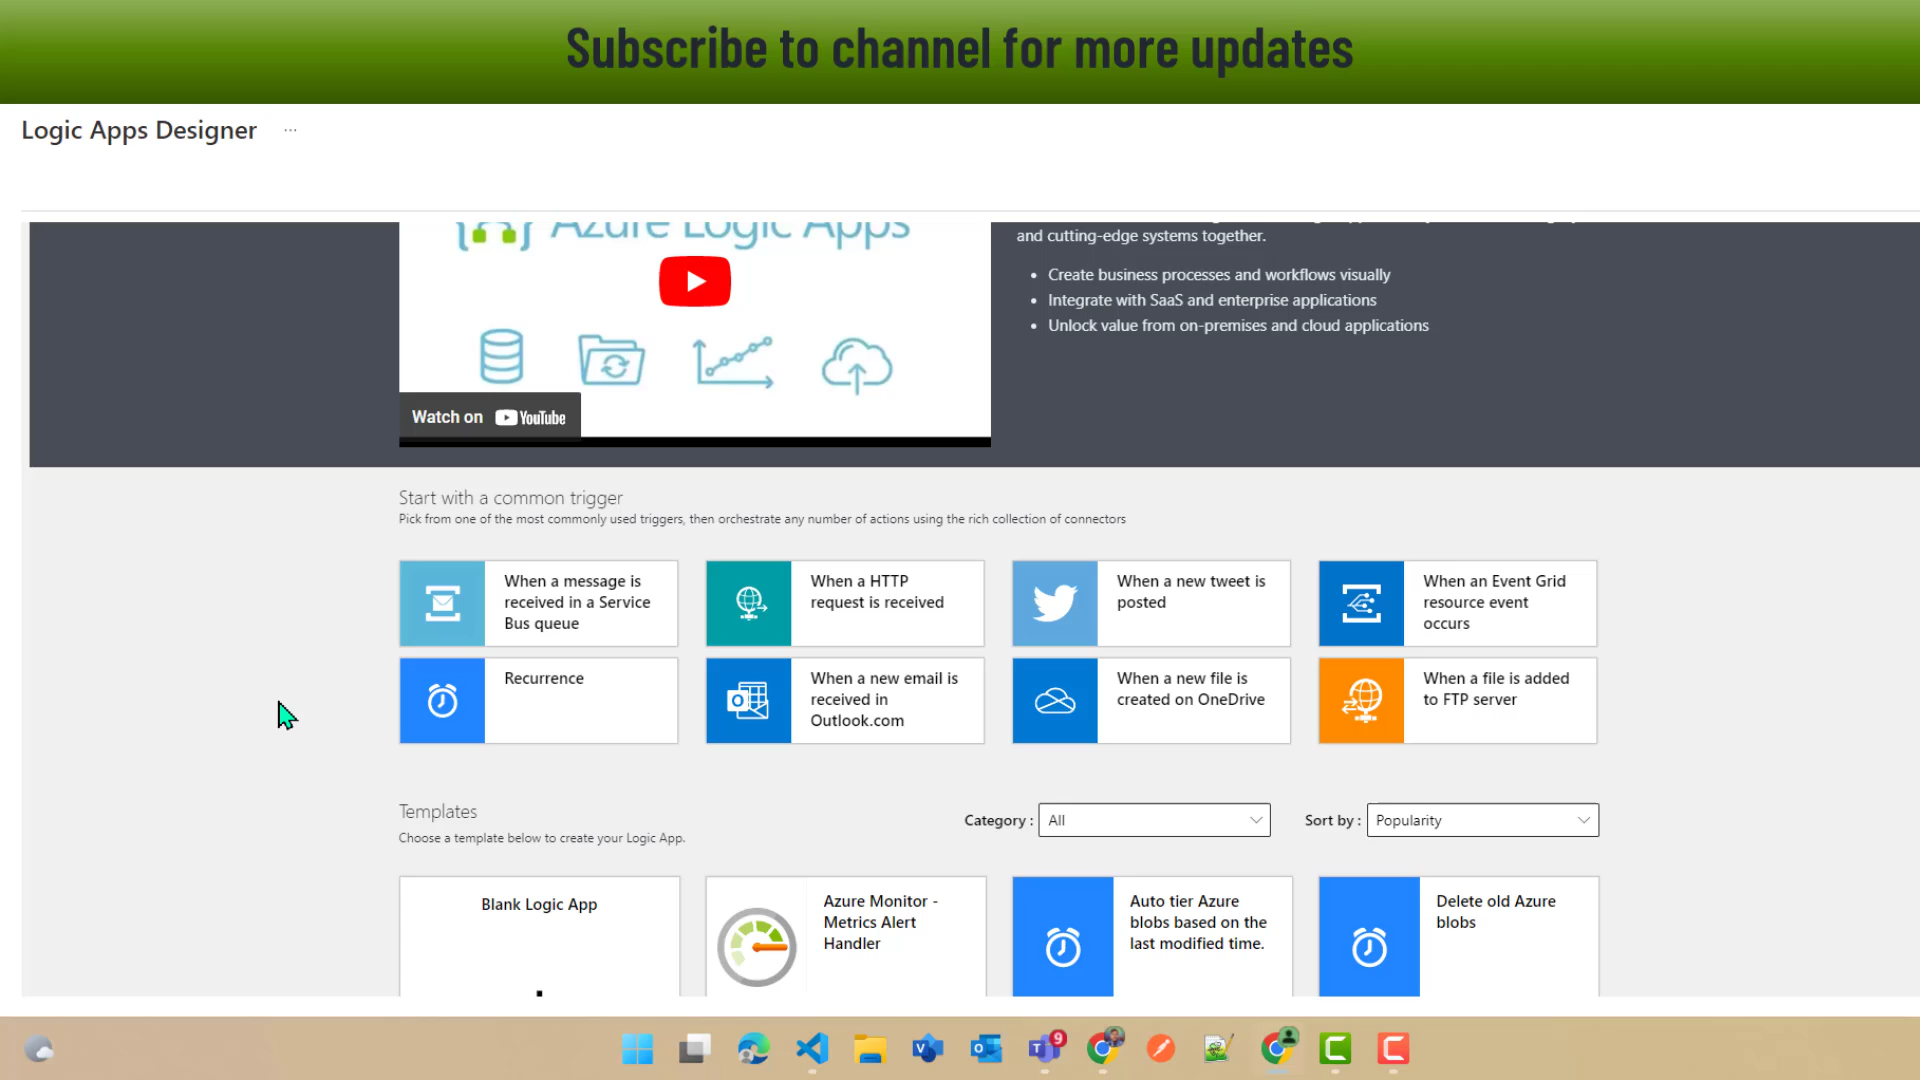 Subscribe to channel for more updates
Logic Apps Designer
Azure Logic Apps
and cutting-edge systems together.
• Create business processes and workflows visually
• Integrate with SaaS and enterprise applications
• Unlock value from on-premises and cloud applications
Watch on YouTube
Start with a common trigger
Pick from one of the most commonly used triggers, then orchestrate any number of actions using the rich collection of connectors
When a message is
received in a Service
Bus queue
When a HTTP
request is received
When a new tweet is
posted
When an Event Grid
resource event
occurs
Recurrence
When a new email is
received in
Outlook.com
When a new file is
created on OneDrive
When a file is added
to FTP server
Templates
Choose a template below to create your Logic App.
Category : All
Sort by : Popularity
Blank Logic App
Azure Monitor -
Metrics Alert
Handler
Auto tier Azure
blobs based on the
last modified time.
Delete old Azure
blobs
9